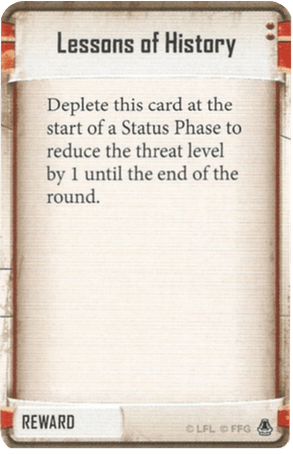 Lessons of History
Deplete this card at the
start of a Status Phase to
reduce the threat level
by 1 until the end of the
round.
REWARD
© LFL © FFG